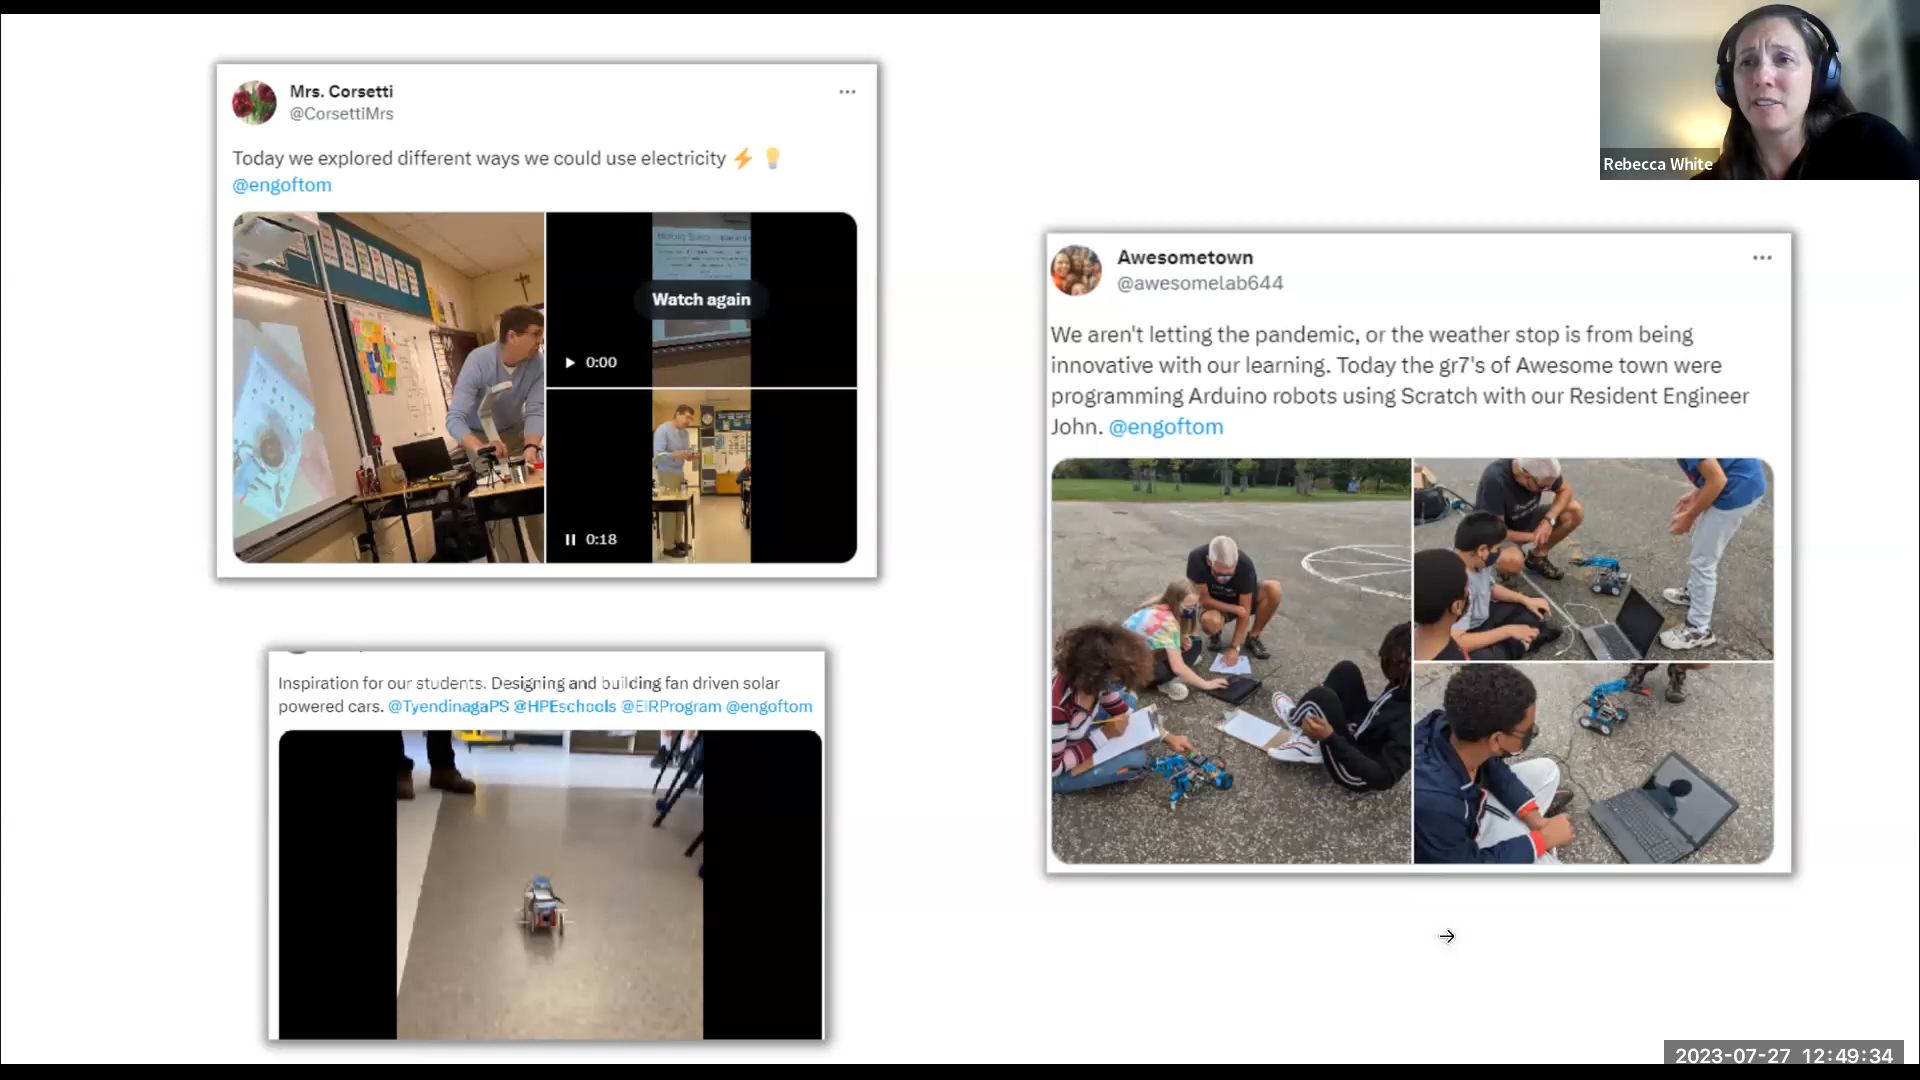 Mrs. Corsetti
@CorsettiMrs
Today we explored different ways we could use electricity ⚡ 💡
@engoftom
Watch again
0:00
0:18
Inspiration for our students. Designing and building fan driven solar
powered cars. @TyendinagaPS @HPEschools @EIRProgram @engoftom
Awesometown
@awesomelab644
We aren't letting the pandemic, or the weather stop is from being
innovative with our learning. Today the gr7's of Awesome town were
programming Arduino robots using Scratch with our Resident Engineer
John. @engoftom
Rebecca White
2023-07-27 12:49:34